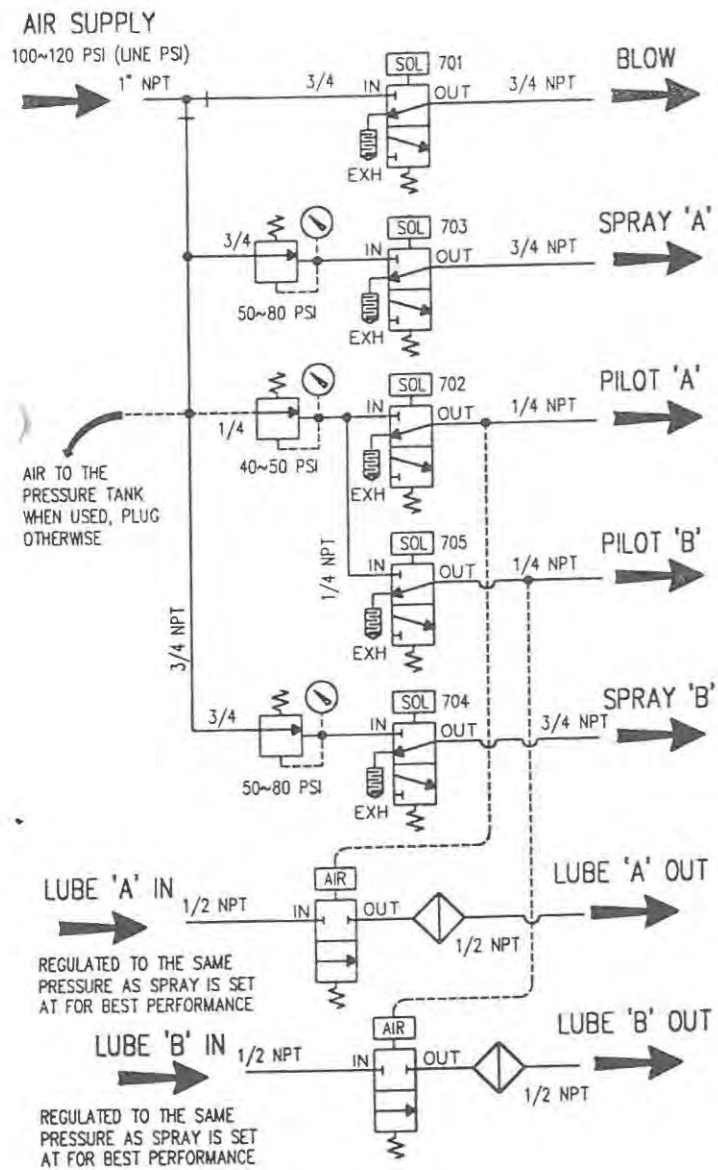 AIR SUPPLY
100~120 PSI (LINE PSI)
1" NPT
3/4
IN
SOL 701
OUT
EXH
3/4 NPT
BLOW
3/4
50~80 PSI
IN
SOL 703
OUT
EXH
3/4 NPT
SPRAY 'A'
1/4
40~50 PSI
IN
SOL 702
OUT
EXH
1/4 NPT
PILOT 'A'
AIR TO THE
PRESSURE TANK
WHEN USED, PLUG
OTHERWISE
1/4 NPT
IN
SOL 705
OUT
EXH
1/4 NPT
PILOT 'B'
3/4 NPT
3/4
50~80 PSI
IN
SOL 704
OUT
EXH
3/4 NPT
SPRAY 'B'
LUBE 'A' IN
1/2 NPT
IN
AIR
OUT
1/2 NPT
LUBE 'A' OUT
REGULATED TO THE SAME
PRESSURE AS SPRAY IS SET
AT FOR BEST PERFORMANCE
LUBE 'B' IN
1/2 NPT
IN
AIR
OUT
1/2 NPT
LUBE 'B' OUT
REGULATED TO THE SAME
PRESSURE AS SPRAY IS SET
AT FOR BEST PERFORMANCE